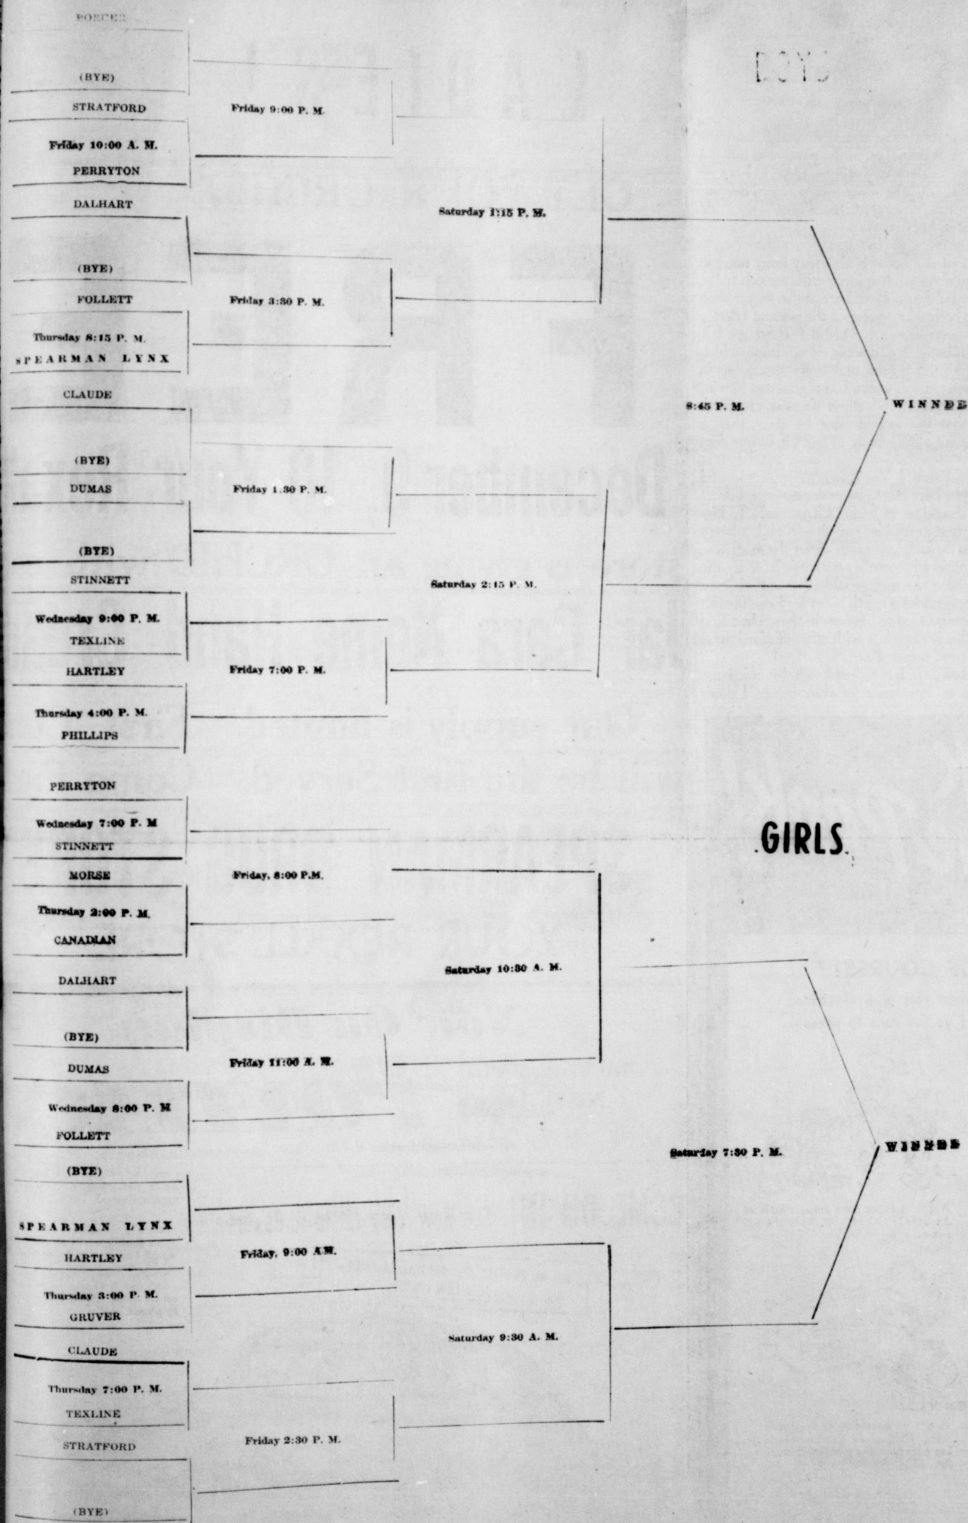 (BYE)
BOYS
STRATFORD
Friday 9:00 P. M.
Friday 10:00 A. M.
PERRYTON
DALHART
Saturday 1:15 P. M.
(BYE)
FOLLETT
Friday 3:30 P. M.
Thursday 8:15 P. M.
SPEARMAN LYNX
CLAUDE
8:45 P. M.
WINNE
(BYE)
DUMAS
Friday 1:30 P. M.
(BYE)
STINNETT
Saturday 2:15 P. M.
Wednesday 9:00 P. M.
TEXLINE
HARTLEY
Friday 7:00 P. M.
Thursday 4:00 P. M.
PHILLIPS
PERRYTON
Wednesday 7:00 P. M
STINNETT
GIRLS
MORSE
Friday, 8:00 P.M.
Thursday 2:00 P. M.
CANADIAN
Saturday 10:30 A. M.
DALHART
(BYE)
DUMAS
Friday 11:00 A. M.
Wednesday 8:00 P. M
FOLLETT
Saturday 7:30 P. M.
WINNE
(BYE)
SPEARMAN LYNX
HARTLEY
Friday, 9:00 AM.
Thursday 3:00 P. M.
GRUVER
Saturday 9:30 A. M.
CLAUDE
Thursday 7:00 P. M.
TEXLINE
STRATFORD
Friday 2:30 P. M.
(BYE)